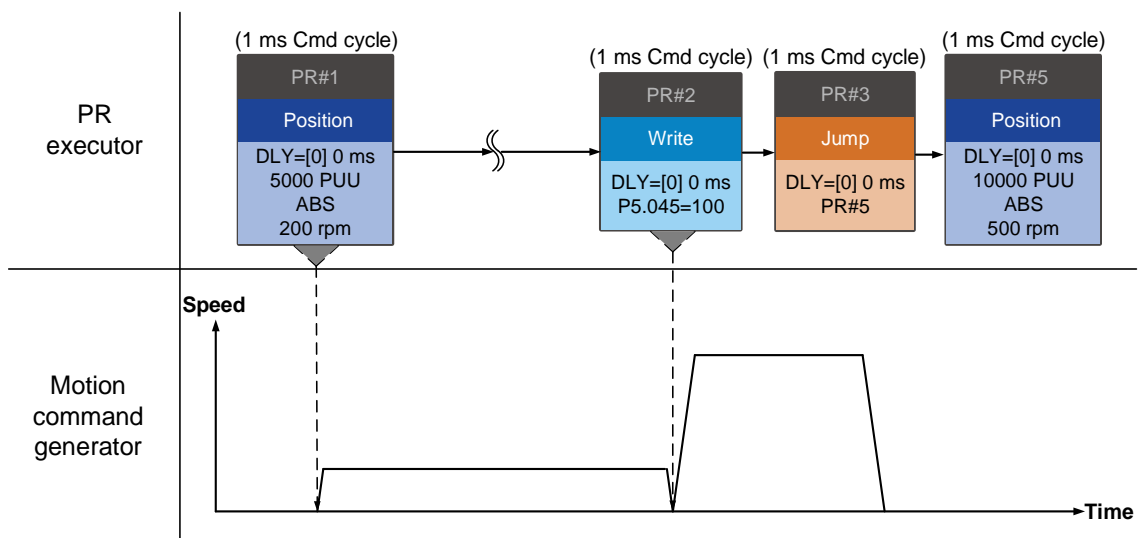 PR
executor
(1 ms Cmd cycle)
PR#1
Position
DLY=[0] 0 ms
5000 PUU
ABS
200 rpm
(1 ms Cmd cycle)
PR#2
Write
DLY=[0] 0 ms
P5.045=100
(1 ms Cmd cycle)
PR#3
Jump
DLY=[0] 0 ms
PR#5
(1 ms Cmd cycle)
PR#5
Position
DLY=[0] 0 ms
10000 PUU
ABS
500 rpm
Motion
command
generator
Speed
Time